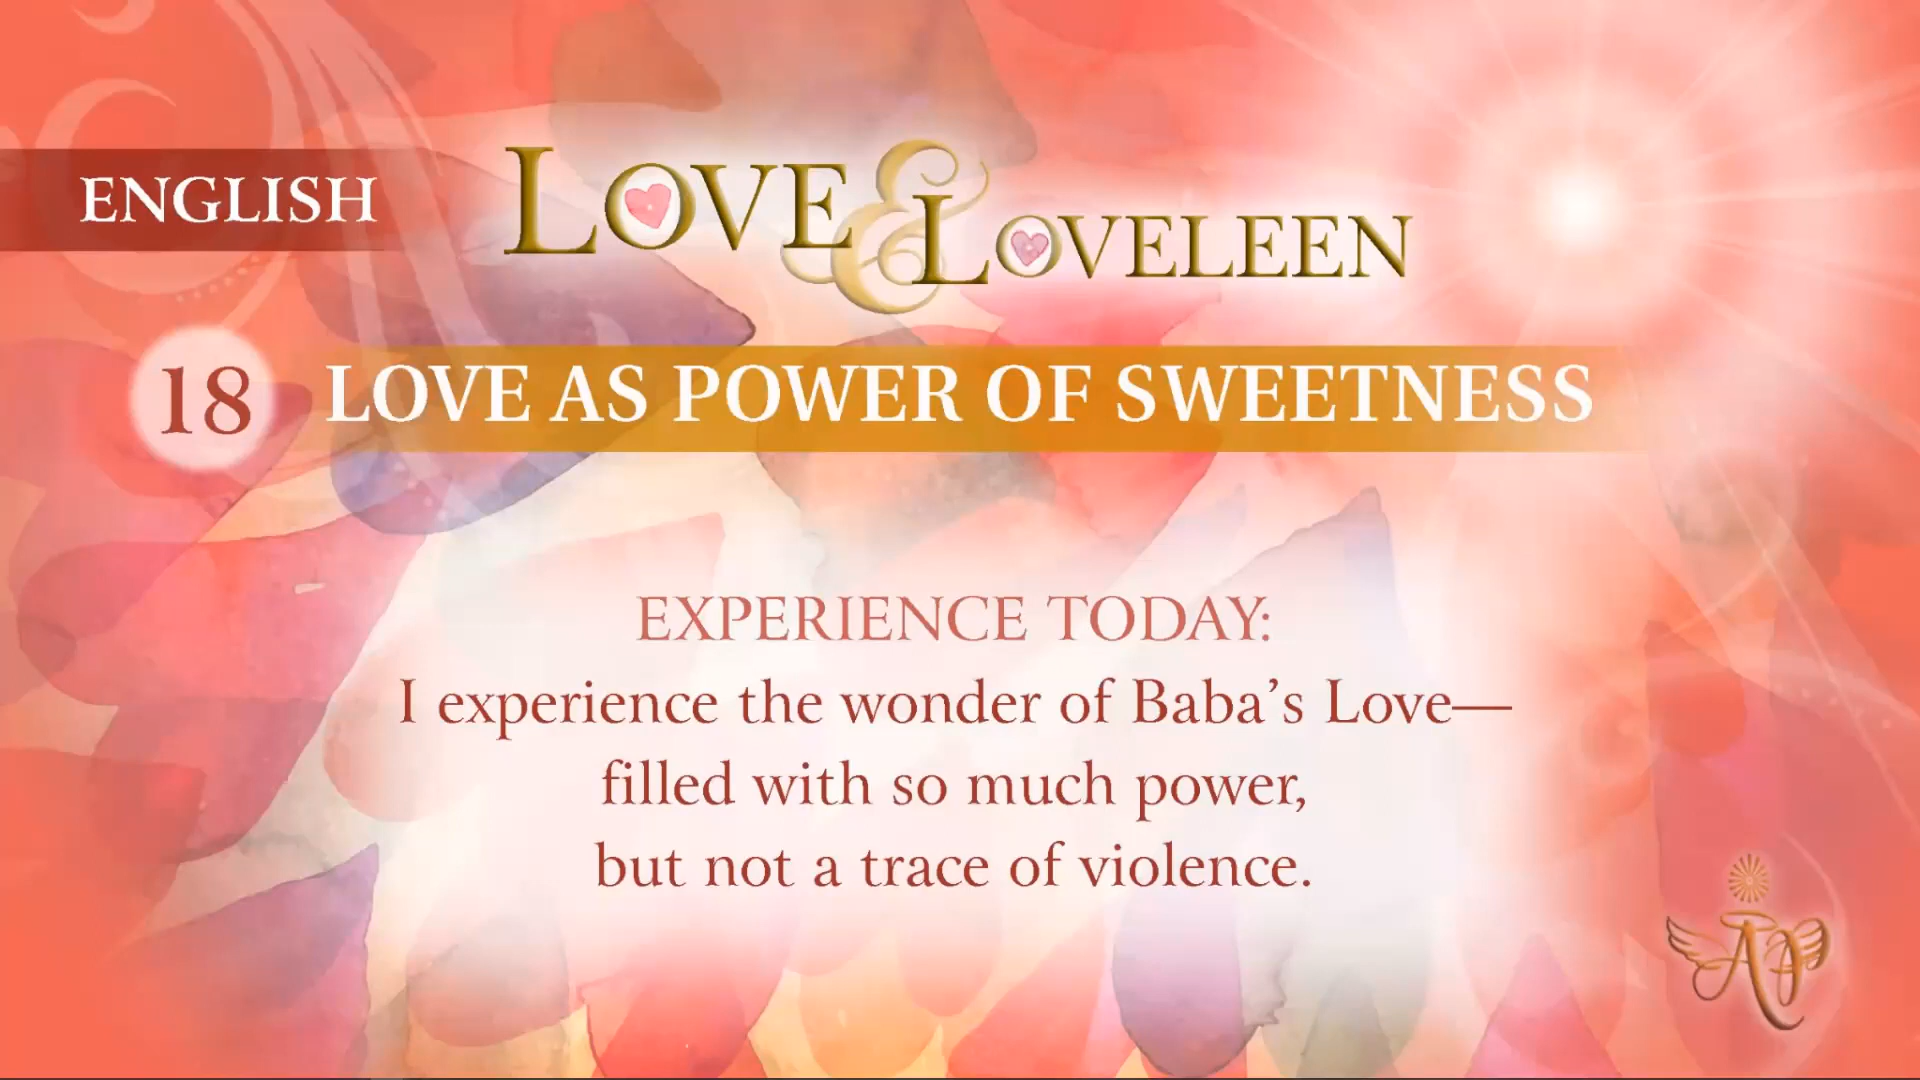 ENGLISH
LOVE & LOVELEEN
18 LOVE AS POWER OF SWEETNESS
EXPERIENCE TODAY:
I experience the wonder of Baba’s Love—
filled with so much power,
but not a trace of violence.